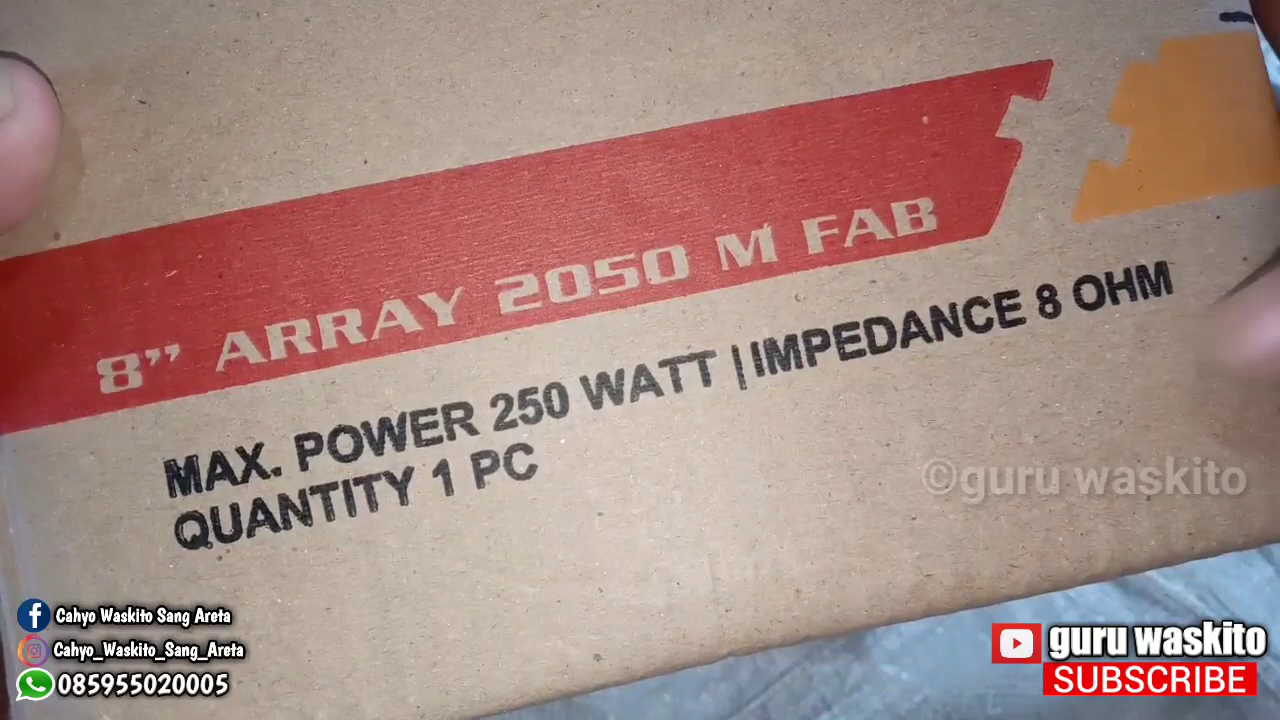 8" ARRAY 2050 M FAB
MAX. POWER 250 WATT | IMPEDANCE 8 OHM
QUANTITY 1 PC
©guru waskito
Cahyo Waskito Sang Areta
Cahyo_Waskito_Sang_Areta
085955020005
guru waskito
SUBSCRIBE